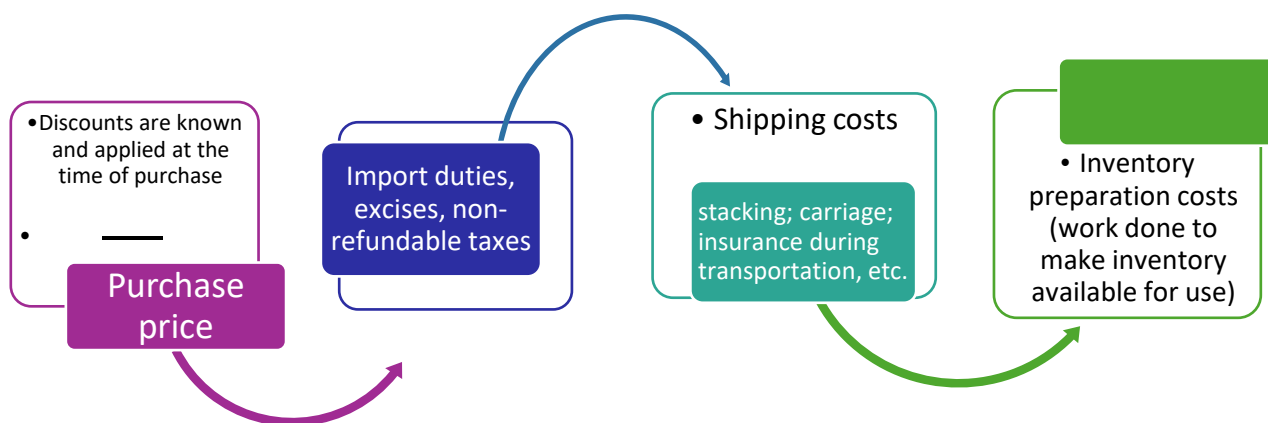 •Discounts are known
and applied at the
time of purchase
•
Purchase
price
Import duties,
excises, non-
refundable taxes
• Shipping costs
stacking; carriage;
insurance during
transportation, etc.
• Inventory
preparation costs
(work done to
make inventory
available for use)